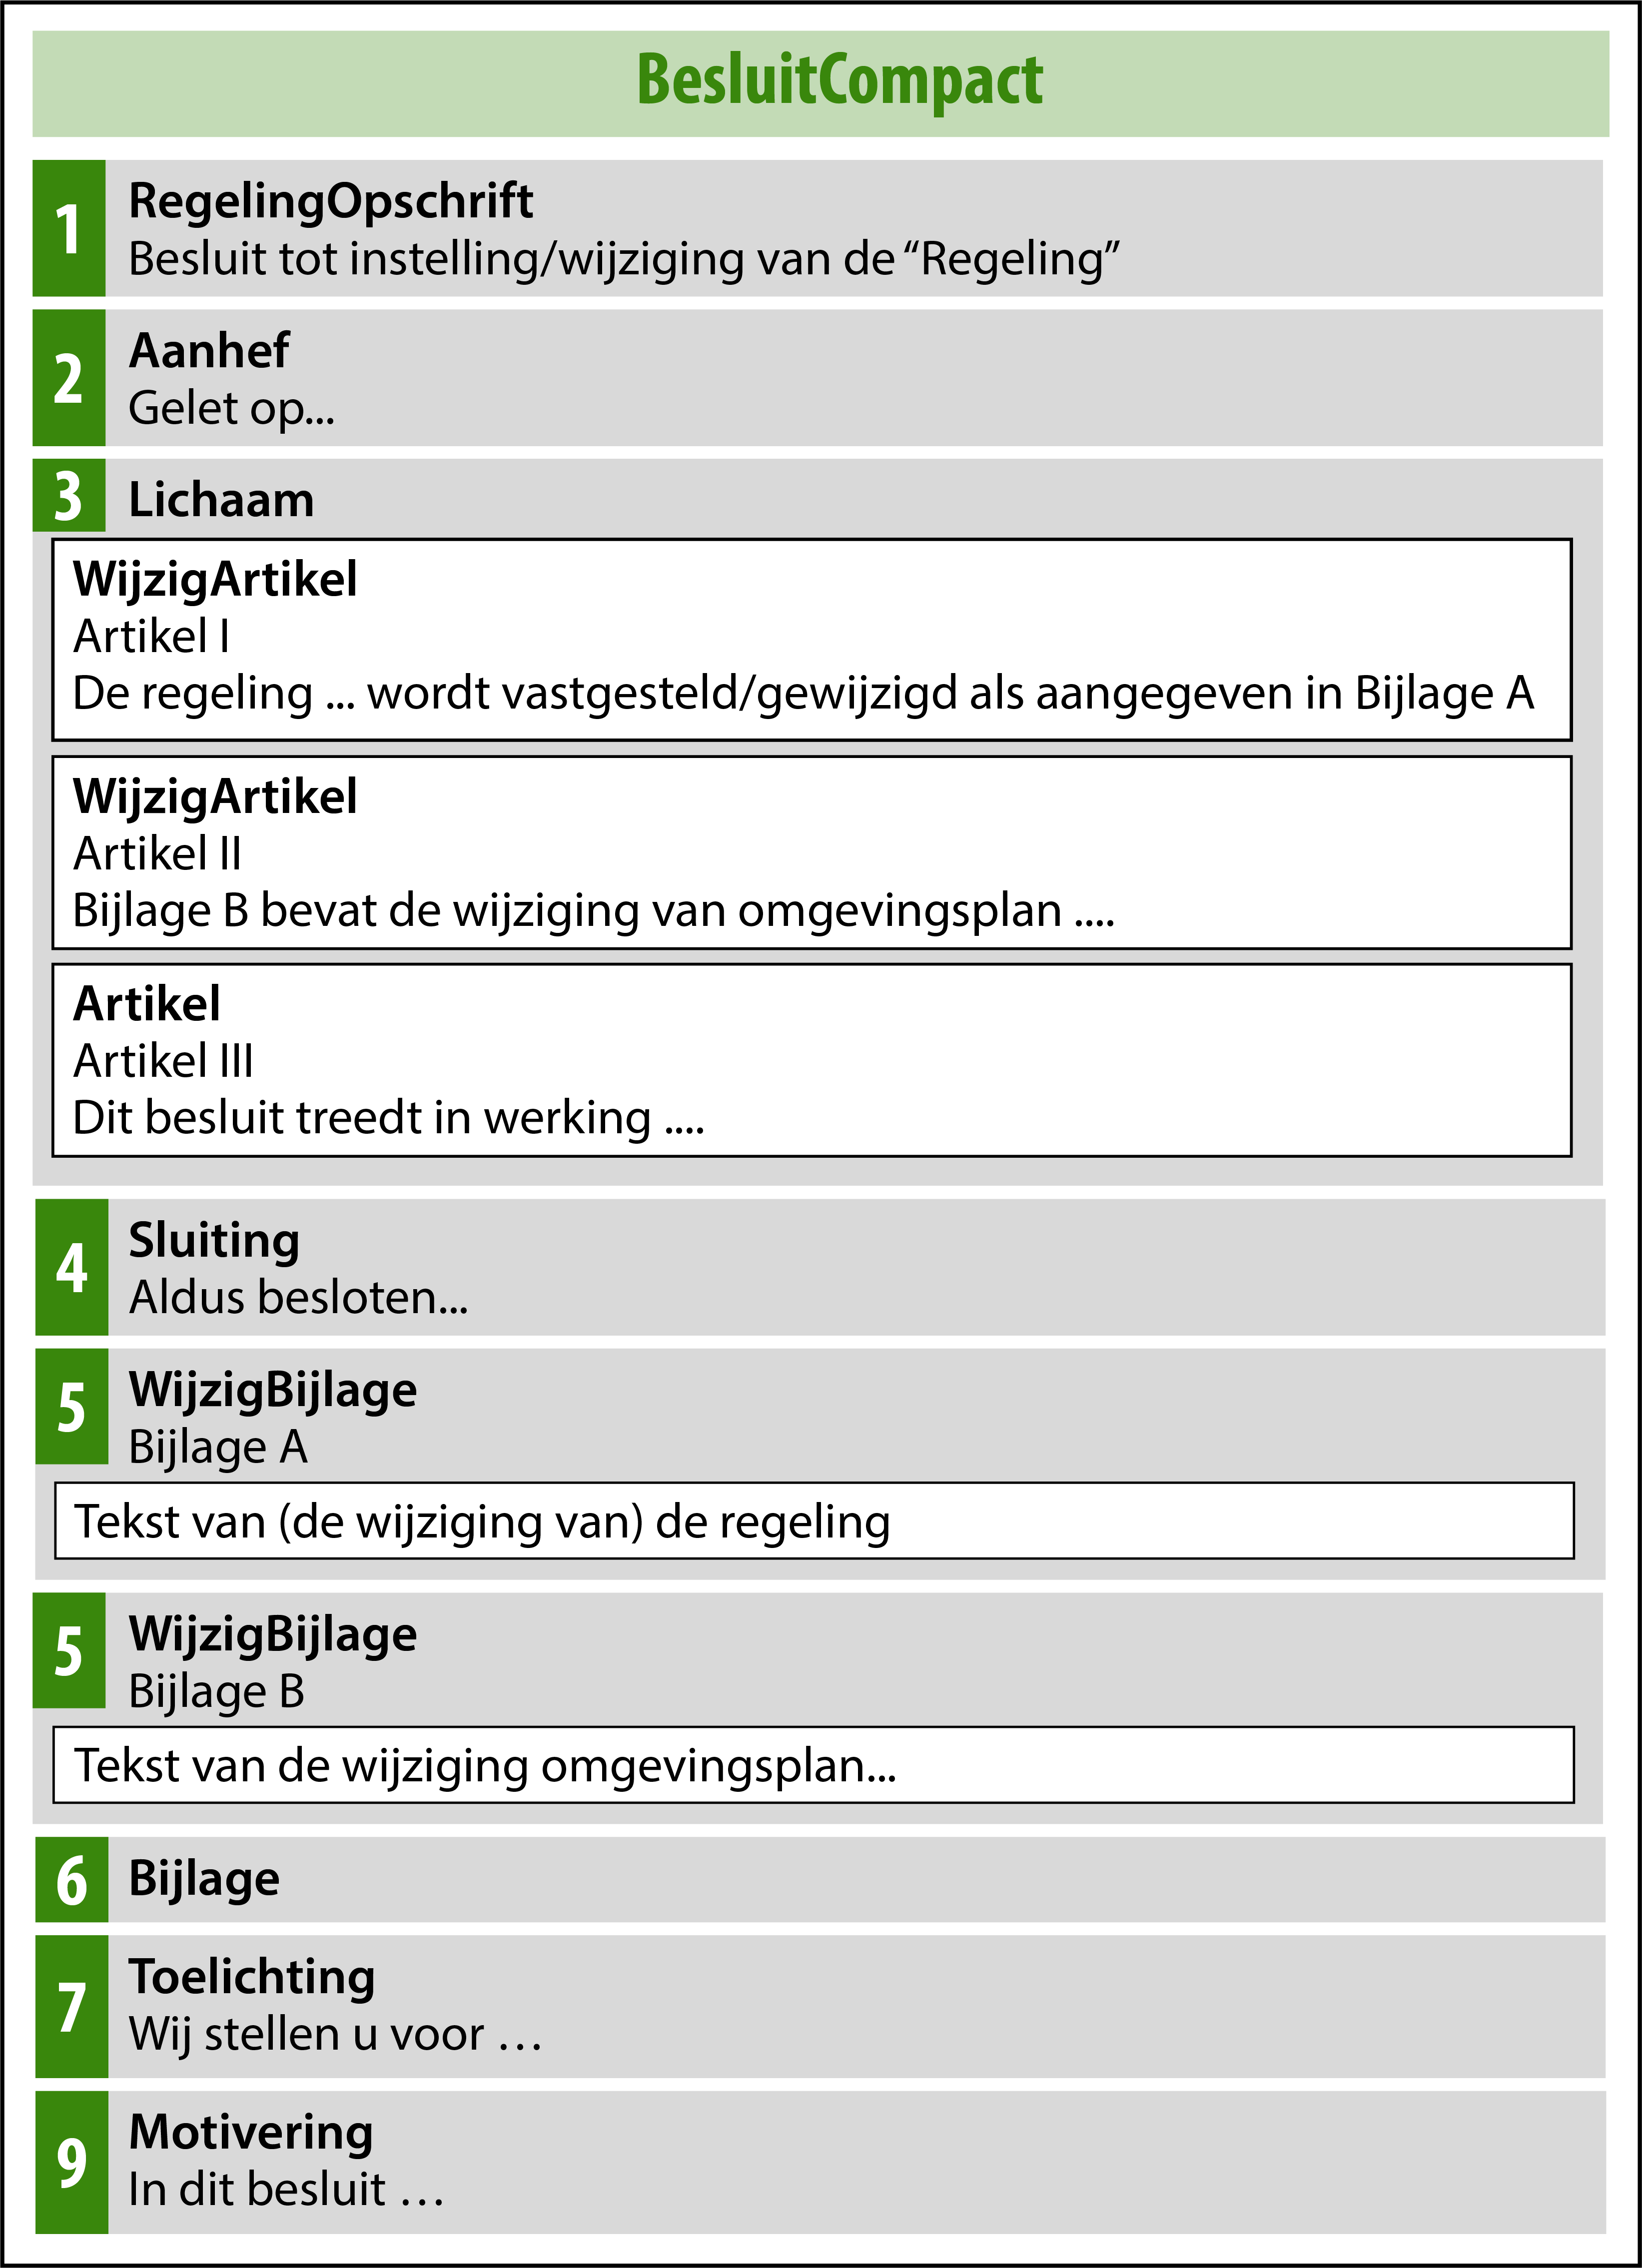 BesluitCompact
1
RegelingOpschrift
Besluit tot instelling/wijziging van de “Regeling”
2
Aanhef
Gelet op...
3
Lichaam
WijzigArtikel
Artikel I
De regeling ... wordt vastgesteld/gewijzigd als aangegeven in Bijlage A
WijzigArtikel
Artikel II
Bijlage B bevat de wijziging van omgevingsplan ....
Artikel
Artikel III
Dit besluit treedt in werking ....
4
Sluiting
Aldus besloten...
5
WijzigBijlage
Bijlage A
Tekst van (de wijziging van) de regeling
5
WijzigBijlage
Bijlage B
Tekst van de wijziging omgevingsplan...
6
Bijlage
7
Toelichting
Wij stellen u voor …
9
Motivering
In dit besluit …